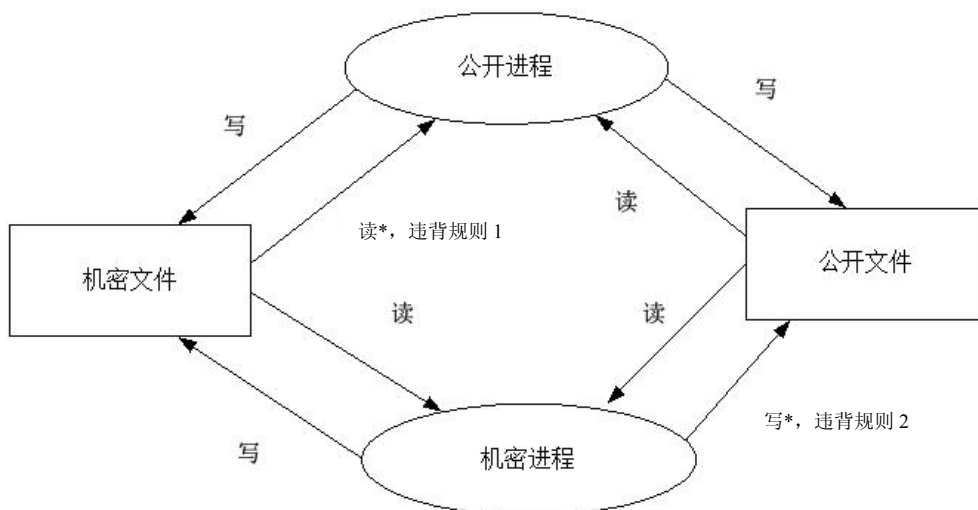 公开进程
写
写
读
读*，违背规则 1
机密文件
公开文件
读
读
写*，违背规则 2
写
机密进程